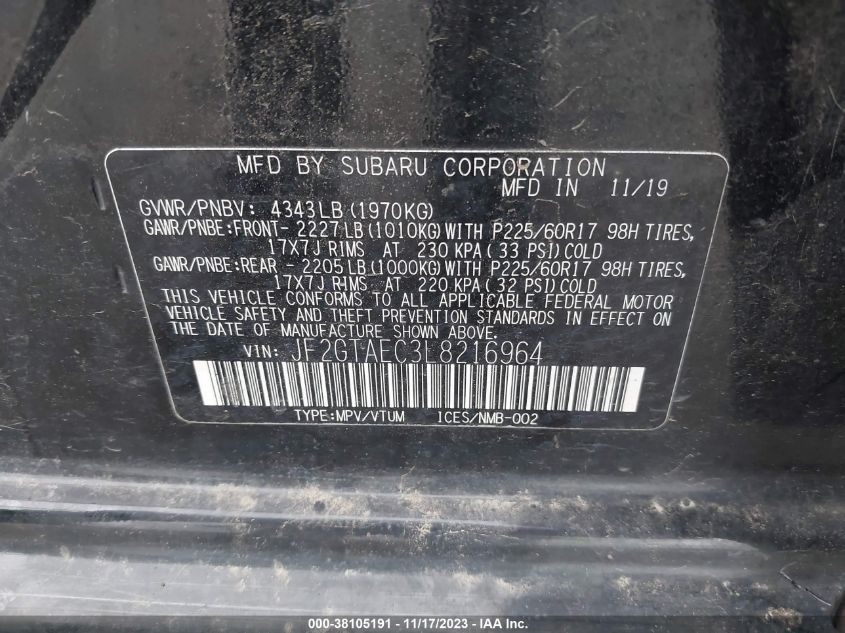 MFD BY SUBARU CORPORATION
MFD IN 11/19
GVWR/PNBV: 4343LB(1970KG)
GAWR/PNBE:FRONT- 2227LB(1010KG)WITH P225/60R17 98H TIRES,
17X7J RIMS AT 230 KPA(33 PSI)COLD
GAWR/PNBE:REAR - 2205LB(1000KG)WITH P225/60R17 98H TIRES,
17X7J RIMS AT 220 KPA(32 PSI)COLD
THIS VEHICLE CONFORMS TO ALL APPLICABLE FEDERAL MOTOR
VEHICLE SAFETY AND THEFT PREVENTION STANDARDS IN EFFECT ON
THE DATE OF MANUFACTURE SHOWN ABOVE.
VIN: JF2GTAEC3L8216964
TYPE:MPV/VTUM ICES/NMB-002
000-38105191 - 11/17/2023 - IAA Inc.